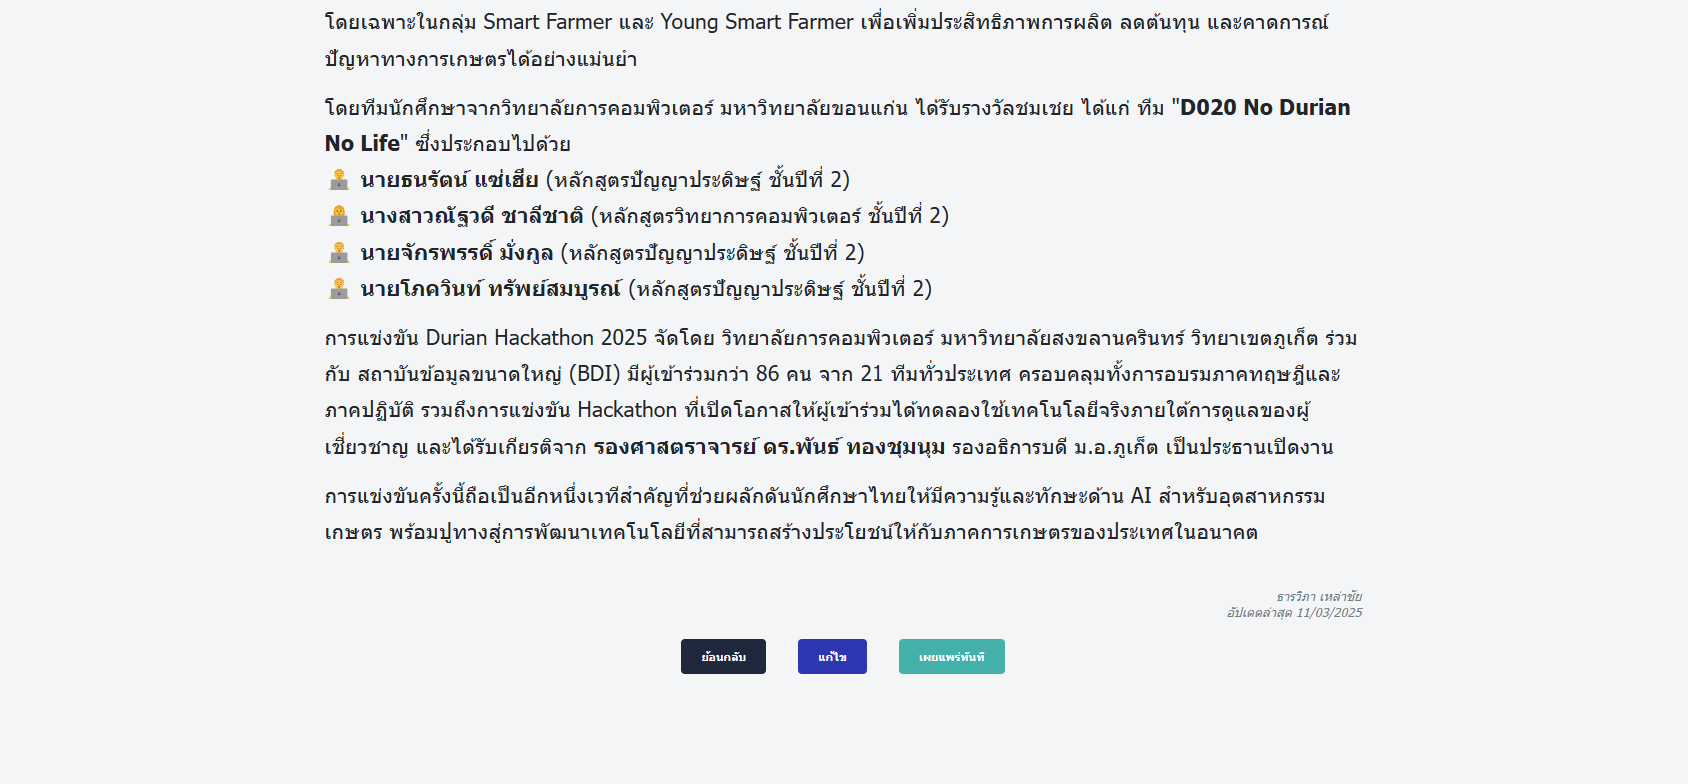 โดยเฉพาะในกลุ่ม Smart Farmer และ Young Smart Farmer เพื่อเพิ่มประสิทธิภาพการผลิต ลดต้นทุน และคาดการณ์
ปัญหาทางการเกษตรได้อย่างแม่นยำ
โดยทีมนักศึกษาจากวิทยาลัยการคอมพิวเตอร์ มหาวิทยาลัยขอนแก่น ได้รับรางวัลชมเชย ได้แก่ ทีม "D020 No Durian
No Life" ซึ่งประกอบไปด้วย
นายธนรัตน์ แซ่เฮีย (หลักสูตรปัญญาประดิษฐ์ ชั้นปีที่ 2)
นางสาวณัฐวดี ชาลีชาติ (หลักสูตรวิทยาการคอมพิวเตอร์ ชั้นปีที่ 2)
นายจักรพรรดิ์ มั่งกูล (หลักสูตรปัญญาประดิษฐ์ ชั้นปีที่ 2)
นายโภควินท์ ทรัพย์สมบูรณ์ (หลักสูตรปัญญาประดิษฐ์ ชั้นปีที่ 2)
การแข่งขัน Durian Hackathon 2025 จัดโดย วิทยาลัยการคอมพิวเตอร์ มหาวิทยาลัยสงขลานครินทร์ วิทยาเขตภูเก็ต ร่วม
กับ สถาบันข้อมูลขนาดใหญ่ (BDI) มีผู้เข้าร่วมกว่า 86 คน จาก 21 ทีมทั่วประเทศ ครอบคลุมทั้งการอบรมภาคทฤษฎีและ
ภาคปฏิบัติ รวมถึงการแข่งขัน Hackathon ที่เปิดโอกาสให้ผู้เข้าร่วมได้ทดลองใช้เทคโนโลยีจริงภายใต้การดูแลของผู้
เชี่ยวชาญ และได้รับเกียรติจาก รองศาสตราจารย์ ดร.พันธ์ ทองชุมนุม รองอธิการบดี ม.อ.ภูเก็ต เป็นประธานเปิดงาน
การแข่งขันครั้งนี้ถือเป็นอีกหนึ่งเวทีสำคัญที่ช่วยผลักดันนักศึกษาไทยให้มีความรู้และทักษะด้าน AI สำหรับอุตสาหกรรม
เกษตร พร้อมปูทางสู่การพัฒนาเทคโนโลยีที่สามารถสร้างประโยชน์ให้กับภาคการเกษตรของประเทศในอนาคต
ธารวิภา เหล่าชัย
อัปเดตล่าสุด 11/03/2025
ย้อนกลับ
แก้ไข
เผยแพร่ทันที